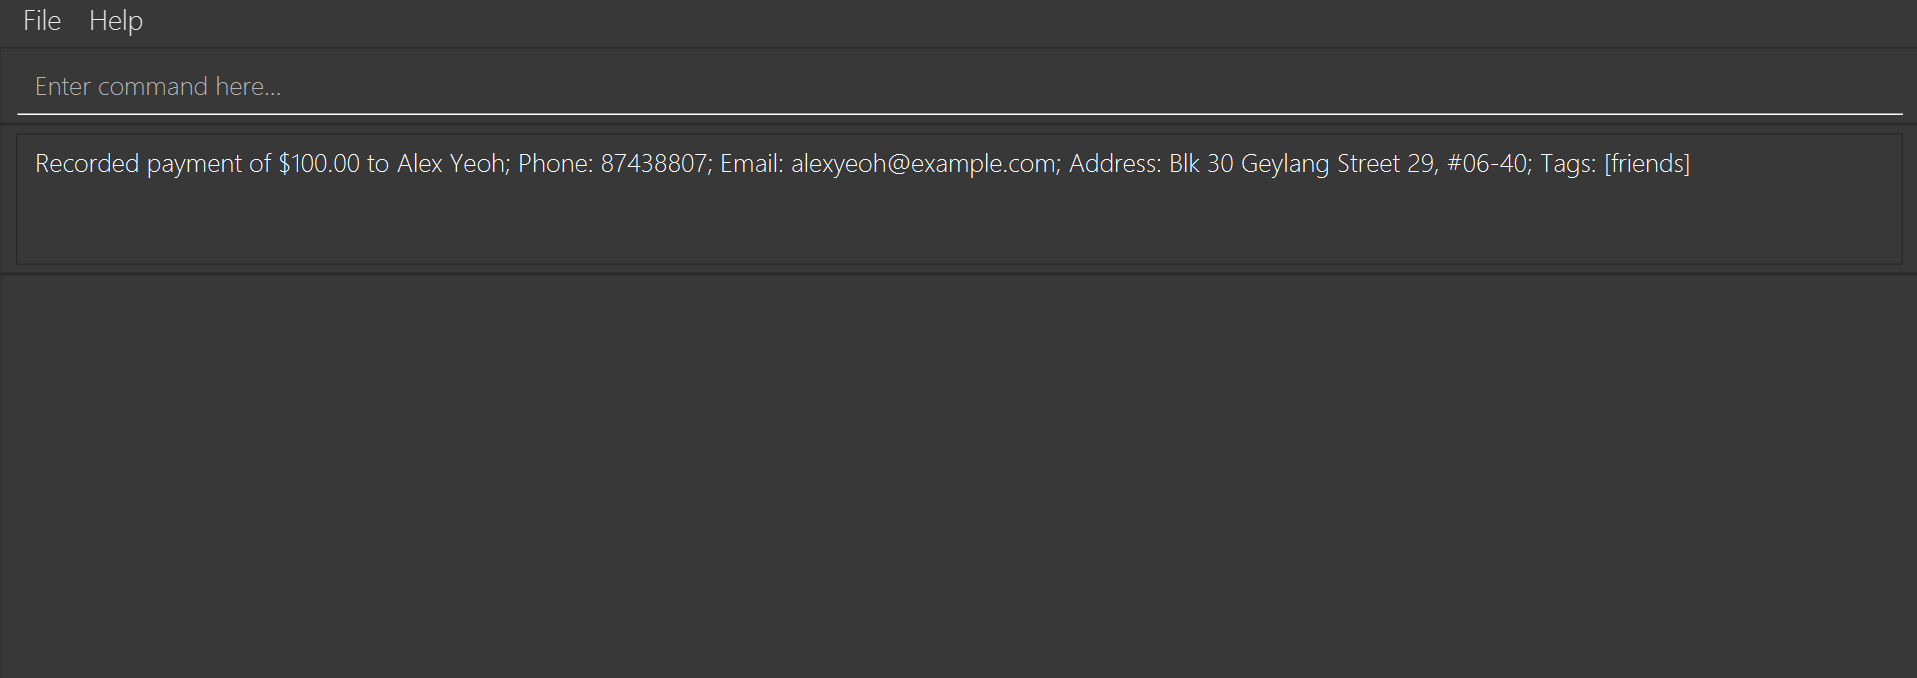 File Help
Enter command here...
Recorded payment of $100.00 to Alex Yeoh; Phone: 87438807; Email: alexyeoh@example.com; Address: Blk 30 Geylang Street 29, #06-40; Tags: [friends]